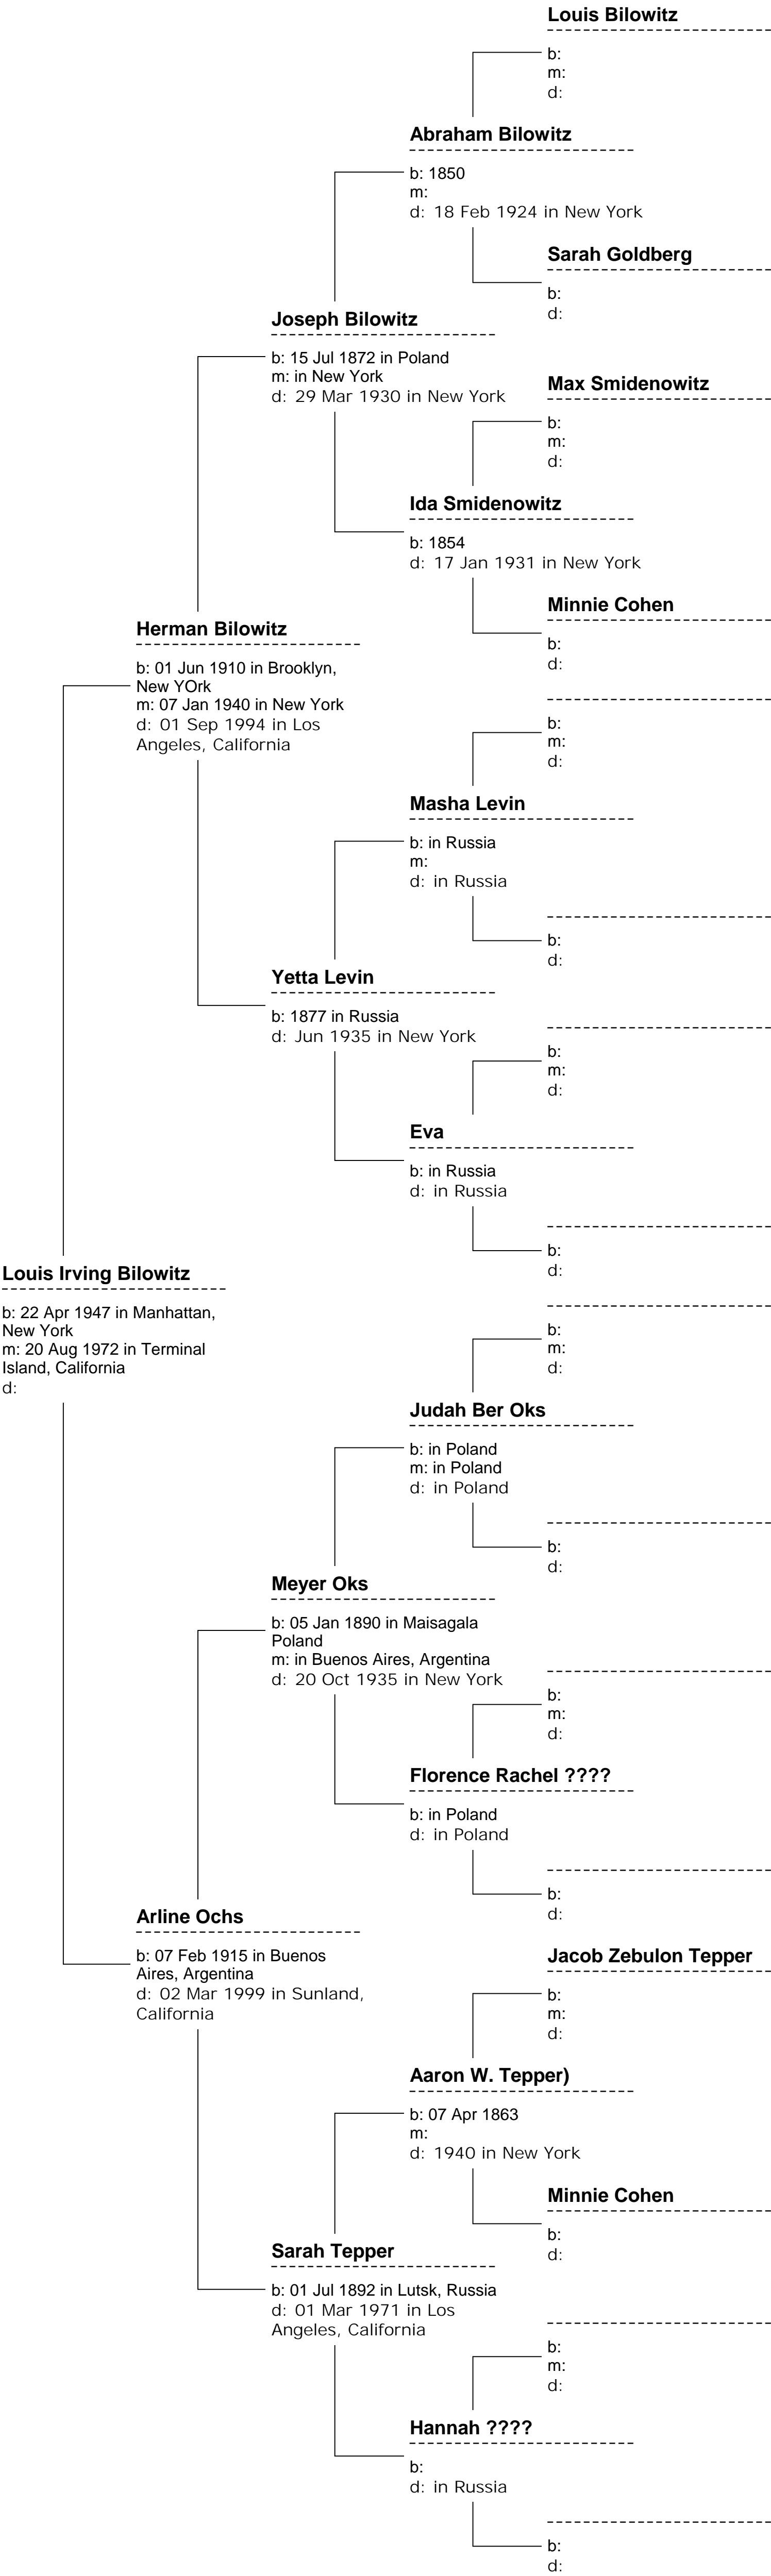 Louis Bilowitz
b:
m:
d:
Abraham Bilowitz
b: 1850
m:
d: 18 Feb 1924 in New York
Sarah Goldberg
b:
d:
Joseph Bilowitz
b: 15 Jul 1872 in Poland
m: in New York
d: 29 Mar 1930 in New York
Max Smidenowitz
b:
m:
d:
Ida Smidenowitz
b: 1854
d: 17 Jan 1931 in New York
Minnie Cohen
b:
d:
Herman Bilowitz
b: 01 Jun 1910 in Brooklyn,
New YOrk
m: 07 Jan 1940 in New York
d: 01 Sep 1994 in Los
Angeles, California
b:
m:
d:
Masha Levin
b: in Russia
m:
d: in Russia
b:
d:
Yetta Levin
b: 1877 in Russia
d: Jun 1935 in New York
b:
m:
d:
Eva
b: in Russia
d: in Russia
b:
d:
Louis Irving Bilowitz
b: 22 Apr 1947 in Manhattan,
New York
m: 20 Aug 1972 in Terminal
Island, California
d:
b:
m:
d:
Judah Ber Oks
b: in Poland
m: in Poland
d: in Poland
b:
d:
Meyer Oks
b: 05 Jan 1890 in Maisagala
Poland
m: in Buenos Aires, Argentina
d: 20 Oct 1935 in New York
b:
m:
d:
Florence Rachel ????
b: in Poland
d: in Poland
b:
d:
Arline Ochs
b: 07 Feb 1915 in Buenos
Aires, Argentina
d: 02 Mar 1999 in Sunland,
California
Jacob Zebulon Tepper
b:
m:
d:
Aaron W. Tepper)
b: 07 Apr 1863
m:
d: 1940 in New York
Minnie Cohen
b:
d:
Sarah Tepper
b: 01 Jul 1892 in Lutsk, Russia
d: 01 Mar 1971 in Los
Angeles, California
b:
m:
d:
Hannah ????
b:
d: in Russia
b:
d: